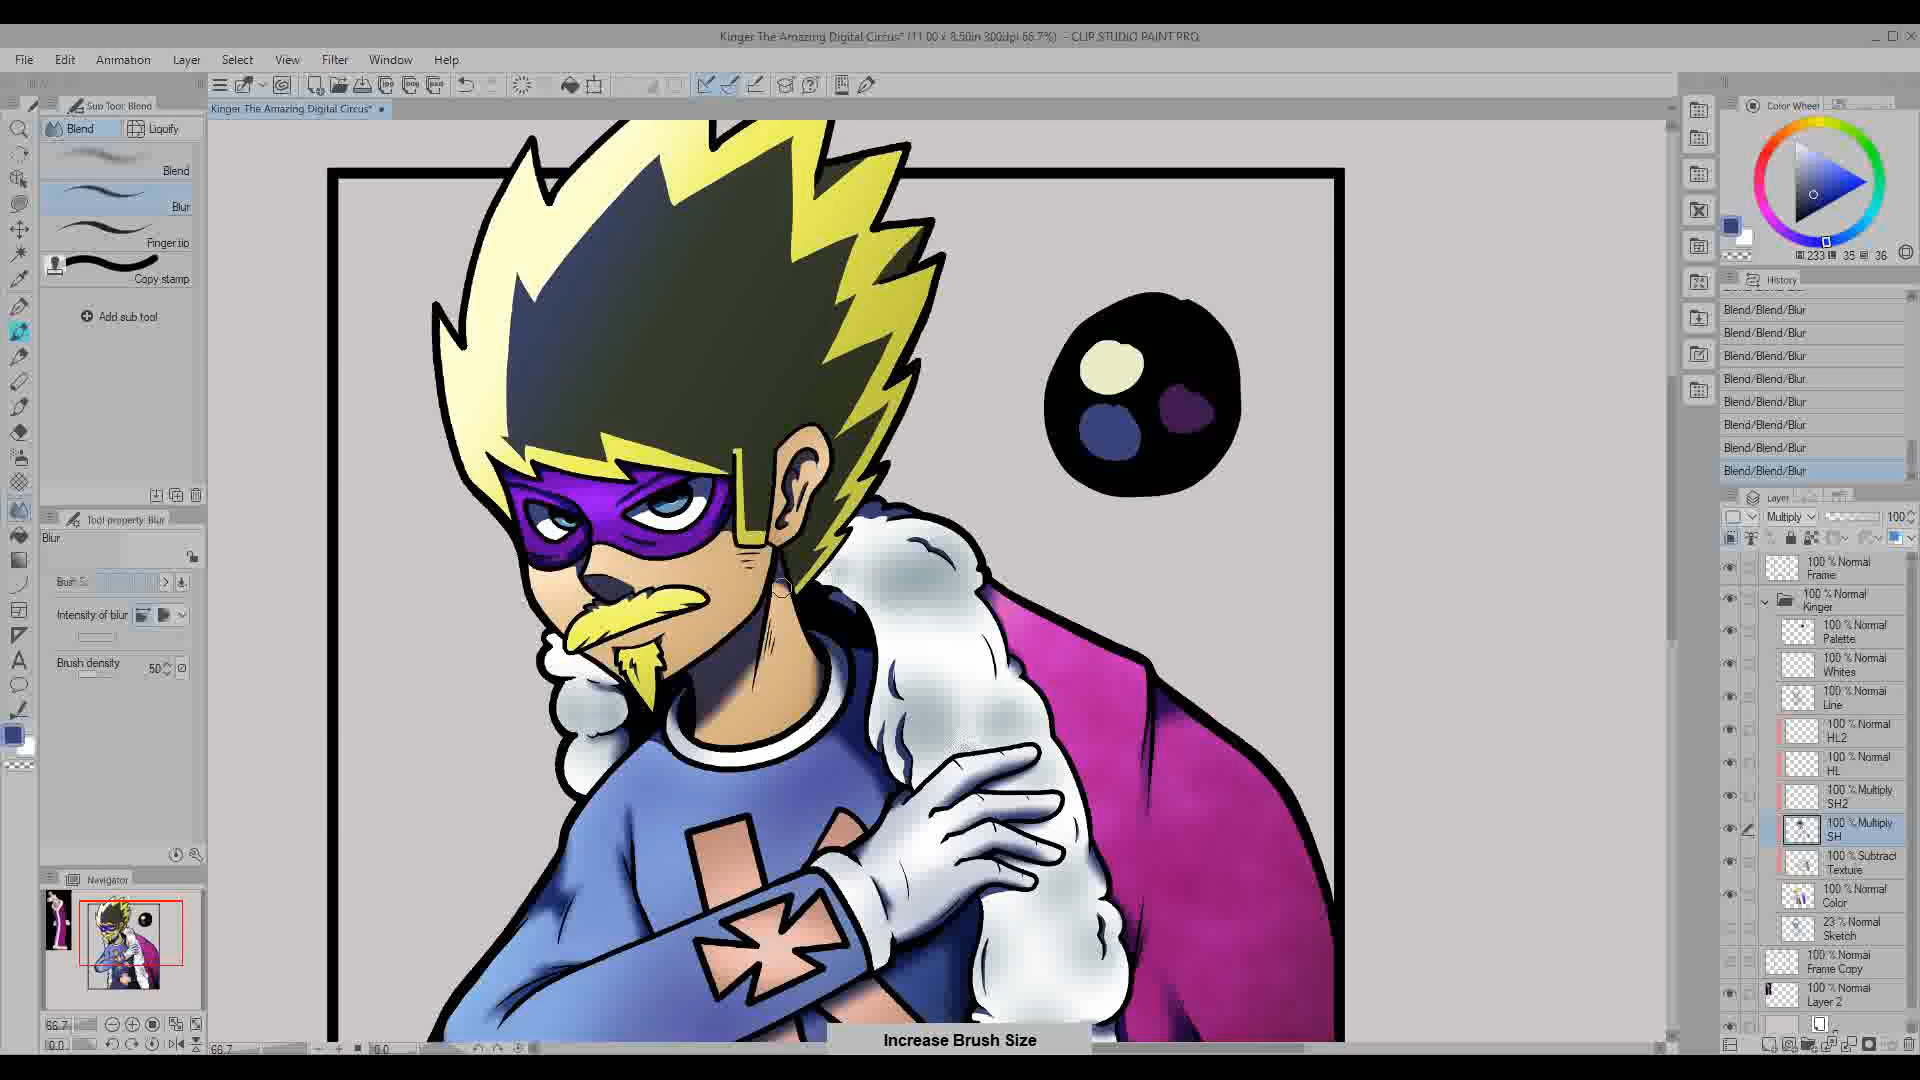 Kinger The Amazing Digital Circus* (11.00 x 8.50in 300dpi 66.7%) - CLIP STUDIO PAINT PRO
File Edit Animation Layer Select View Filter Window Help
Sub Tool: Blend
Kinger The Amazing Digital Circus*
Color Wheel
Blend Liquify
Blend
Blur
Finger tip
Copy stamp
Add sub tool
233 35 36
History
Blend/Blend/Blur
Blend/Blend/Blur
Blend/Blend/Blur
Blend/Blend/Blur
Blend/Blend/Blur
Blend/Blend/Blur
Blend/Blend/Blur
Blend/Blend/Blur
Layer
Multiply 100
Tool property: Blur
Blur
Intensity of blur
Brush density 50
100 % Normal
Frame
100 % Normal
Kinger
100 % Normal
Palette
100 % Normal
Whites
100 % Normal
Line
100 % Normal
HL2
100 % Normal
HL
100 % Multiply
SH2
100 % Multiply
SH
100 % Subtract
Texture
100 % Normal
Color
23 % Normal
Sketch
100 % Normal
Frame Copy
100 % Normal
Layer 2
Navigator
66.7
0.0
66.7 0.0
Increase Brush Size